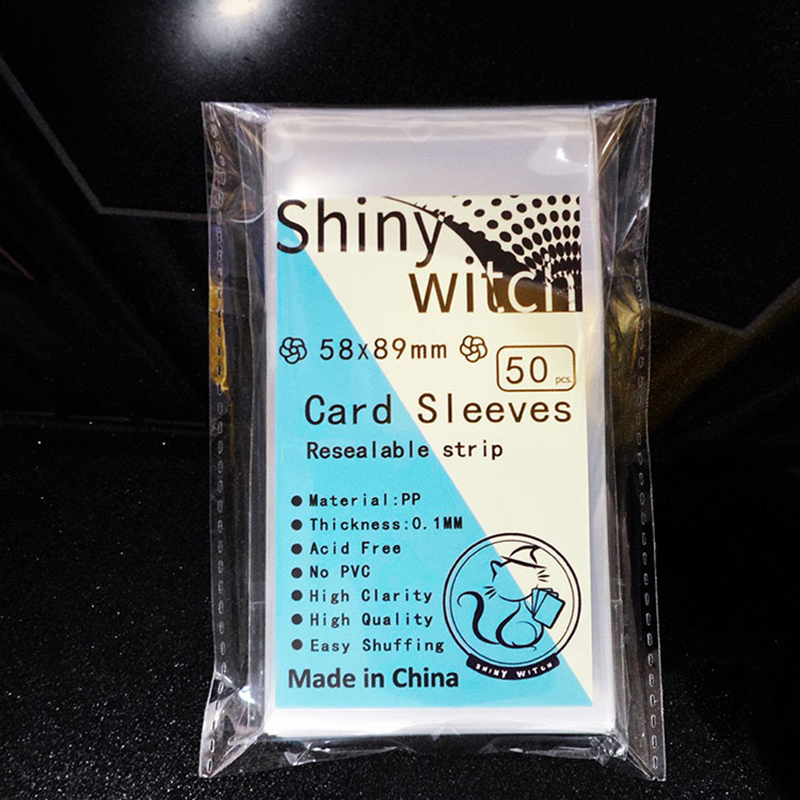 Shiny
witch
58x89mm
50 pcs.
Card Sleeves
Resealable strip
● Material:PP
● Thickness:0.1MM
● Acid Free
● No PVC
● High Clarity
● High Quality
● Easy Shuffing
SHINY WITCH
Made in China